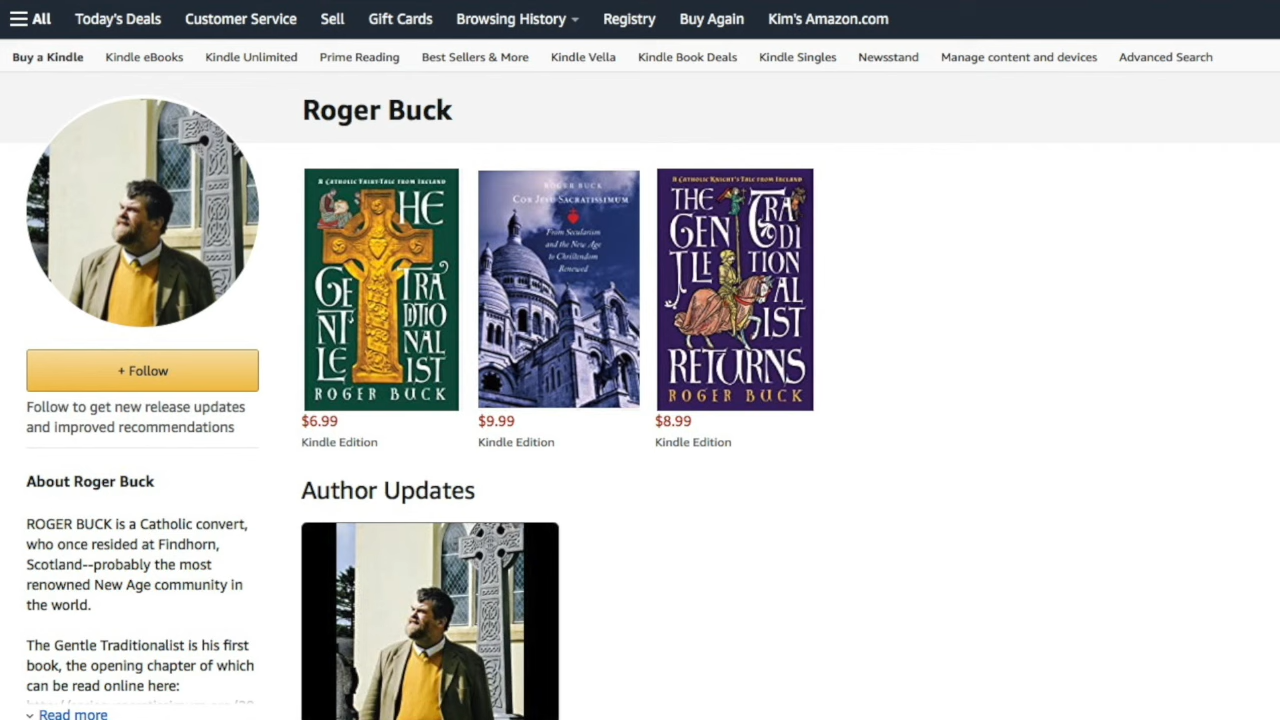 All Today's Deals Customer Service Sell Gift Cards Browsing History Registry Buy Again Kim's Amazon.com
Buy a Kindle Kindle eBooks Kindle Unlimited Prime Reading Best Sellers & More Kindle Vella Kindle Book Deals Kindle Singles Newsstand Manage content and devices Advanced Search
Roger Buck
A CATHOLIC FAIRY-TALE FROM IRELAND
THE
GENTLE TRADITIONALIST
ROGER BUCK
$6.99
Kindle Edition
ROGER BUCK
COR JESU SACRATISSIMUM
From Secularism
and the New Age
to Christendom
Renewed
$9.99
Kindle Edition
A CATHOLIC KNIGHT'S TALE FROM IRELAND
THE
GENTLE TRADITIONALIST
RETURNS
ROGER BUCK
$8.99
Kindle Edition
+ Follow
Follow to get new release updates
and improved recommendations
About Roger Buck
ROGER BUCK is a Catholic convert,
who once resided at Findhorn,
Scotland--probably the most
renowned New Age community in
the world.
The Gentle Traditionalist is his first
book, the opening chapter of which
can be read online here:
Read more
Author Updates